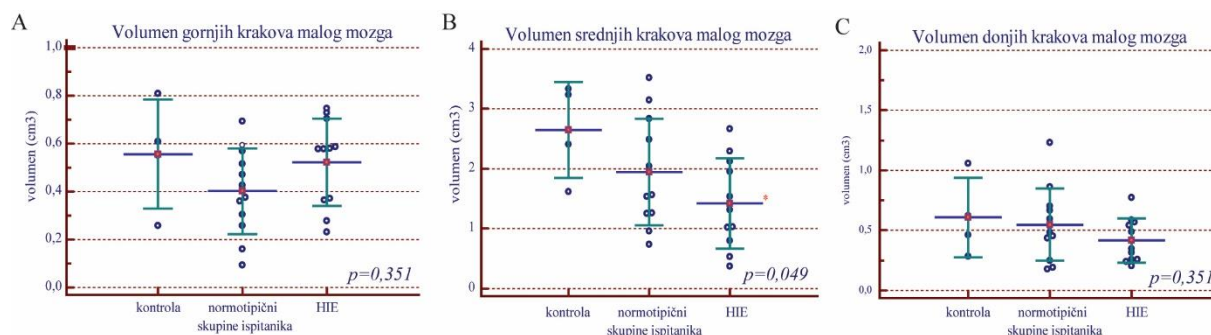 A
Volumen gornjih krakova malog mozga
1,0
0,8
0,6
0,4
0,2
0,0
volumen (cm3)
p=0,351
kontrola
normotipični
HIE
skupine ispitanika
B
Volumen srednjih krakova malog mozga
4
3
2
1
0
volumen (cm3)
*
p=0,049
kontrola
normotipični
HIE
skupine ispitanika
C
Volumen donjih krakova malog mozga
2,0
1,5
1,0
0,5
0,0
volumen (cm3)
p=0,351
kontrola
normotipični
HIE
skupine ispitanika